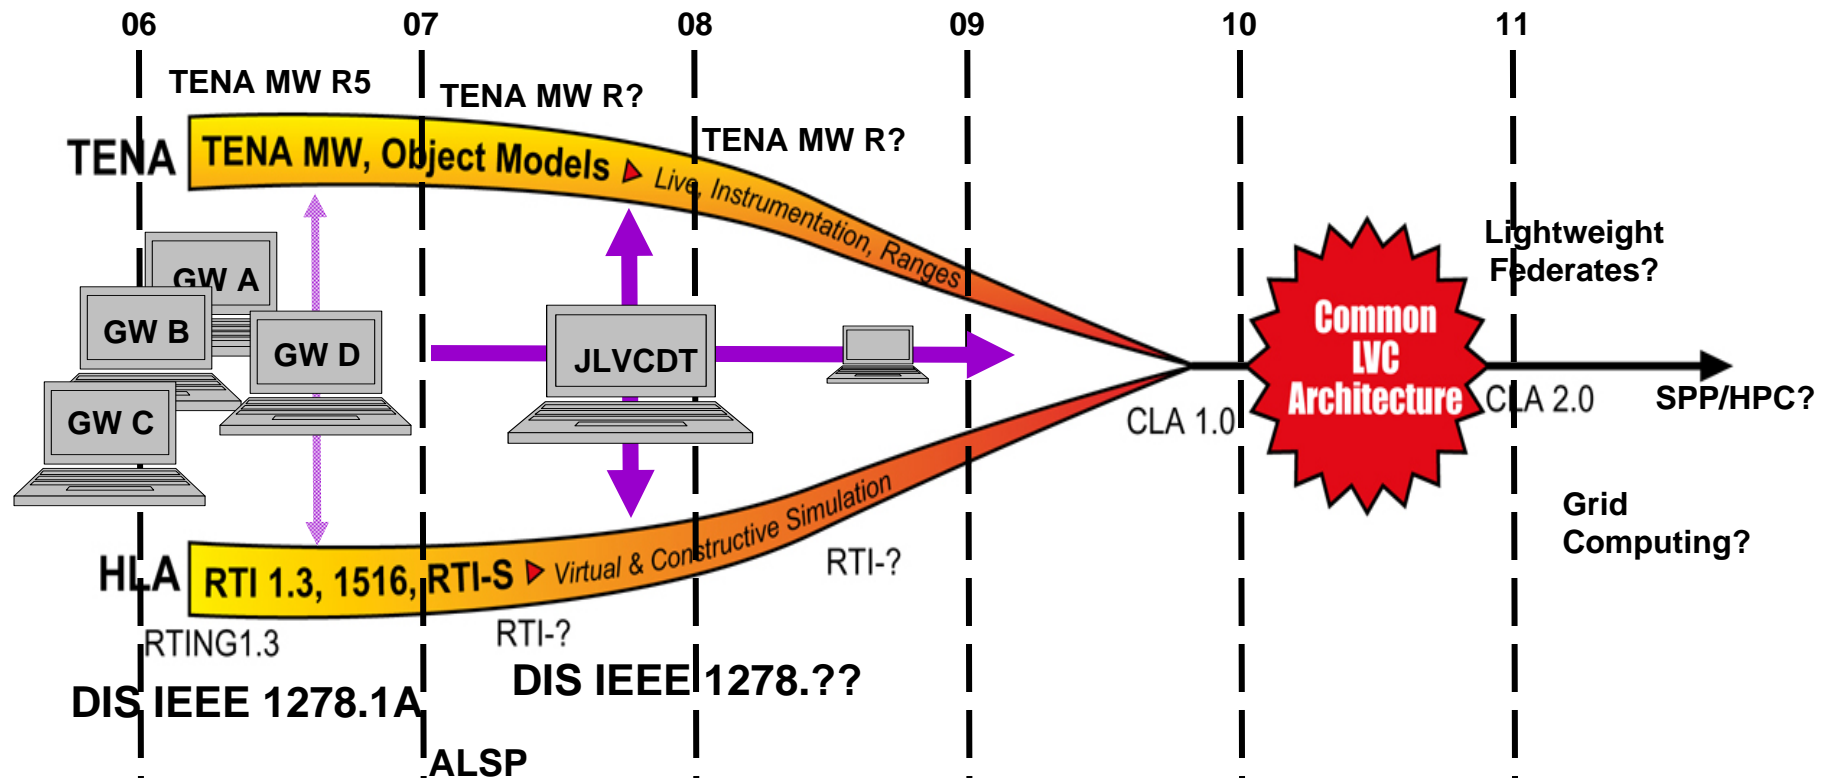 06 07 08 09 10 11
TENA MW R5
TENA MW R?
TENA MW R?
TENA
TENA MW, Object Models
Live, Instrumentation, Ranges
GW A
GW B
GW D
GW C
JLVCDT
Lightweight
Federates?
Common
LVC
Architecture
CLA 1.0
CLA 2.0
SPP/HPC?
Grid
Computing?
HLA
RTI 1.3, 1516, RTI-S
Virtual & Constructive Simulation
RTI-?
RTING1.3
RTI-?
DIS IEEE 1278.1A
DIS IEEE 1278.??
ALSP